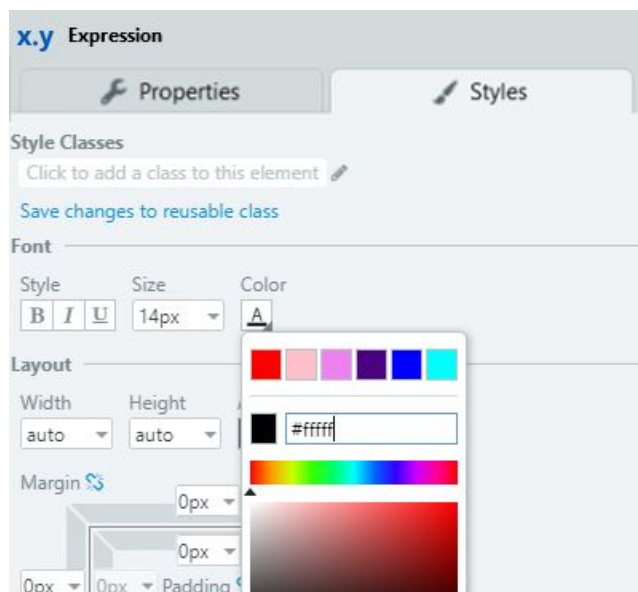 x.y Expression
Properties Styles
Style Classes
Click to add a class to this element
Save changes to reusable class
Font
Style Size Color
B I U 14px A
Layout
Width Height
auto auto
#fffff
Margin
0px
0px
0px 0px Padding